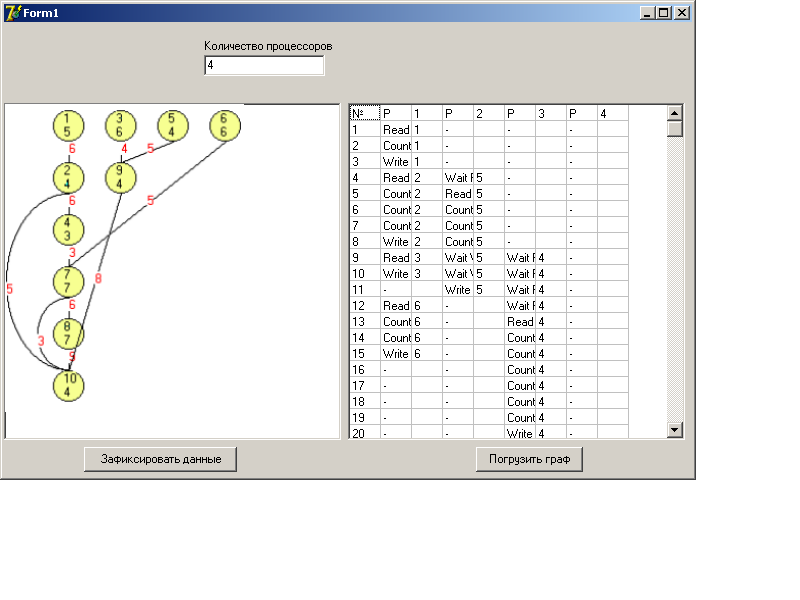 Form1
Количество процессоров
4
1 3 5 6
5 6 4 6
6 4 5
2 9
4 4
6 5
4
3
3
7 8
7
5 6
8
7
3 9
10
4
№ P 1 P 2 P 3 P 4
1 Read 1 - - -
2 Count 1 - - -
3 Write 1 - - -
4 Read 2 Wait 5 - -
5 Count 2 Read 5 - -
6 Count 2 Count 5 - -
7 Count 2 Count 5 - -
8 Write 2 Count 5 - -
9 Read 3 Wait 5 Wait 4 -
10 Write 3 Wait 5 Wait 4 -
11 - Write 5 Wait 4 -
12 Read 6 - Wait 4 -
13 Count 6 - Read 4 -
14 Count 6 - Count 4 -
15 Write 6 - Count 4 -
16 - - Count 4 -
17 - - Count 4 -
18 - - Count 4 -
19 - - Count 4 -
20 - - Write 4 -
Зафиксировать данные
Погрузить граф